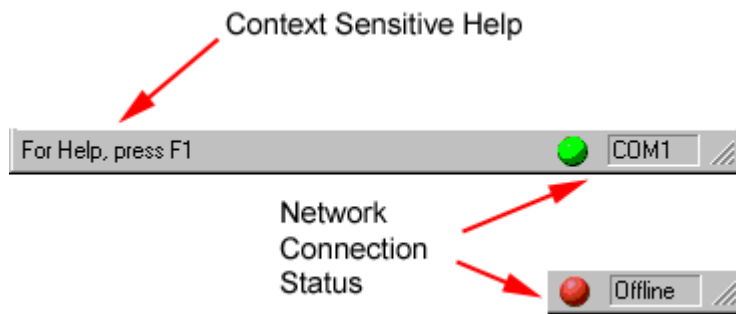 Context Sensitive Help
For Help, press F1
COM1
Network
Connection
Status
Offline